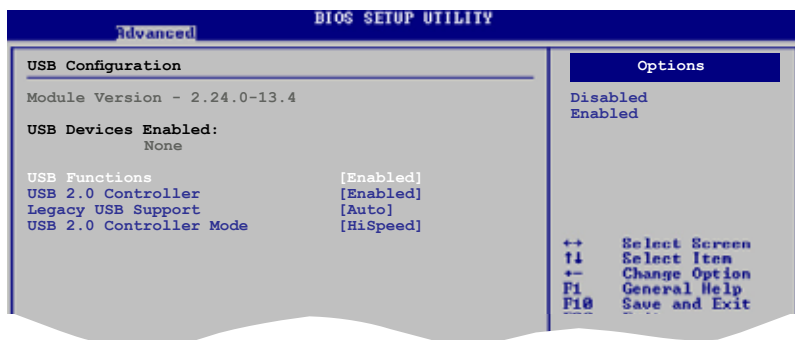 BIOS SETUP UTILITY
Advanced
USB Configuration
Module Version - 2.24.0-13.4
USB Devices Enabled:
None
USB Functions [Enabled]
USB 2.0 Controller [Enabled]
Legacy USB Support [Auto]
USB 2.0 Controller Mode [HiSpeed]
Options
Disabled
Enabled
←→ Select Screen
↑↓ Select Item
+- Change Option
F1 General Help
F10 Save and Exit